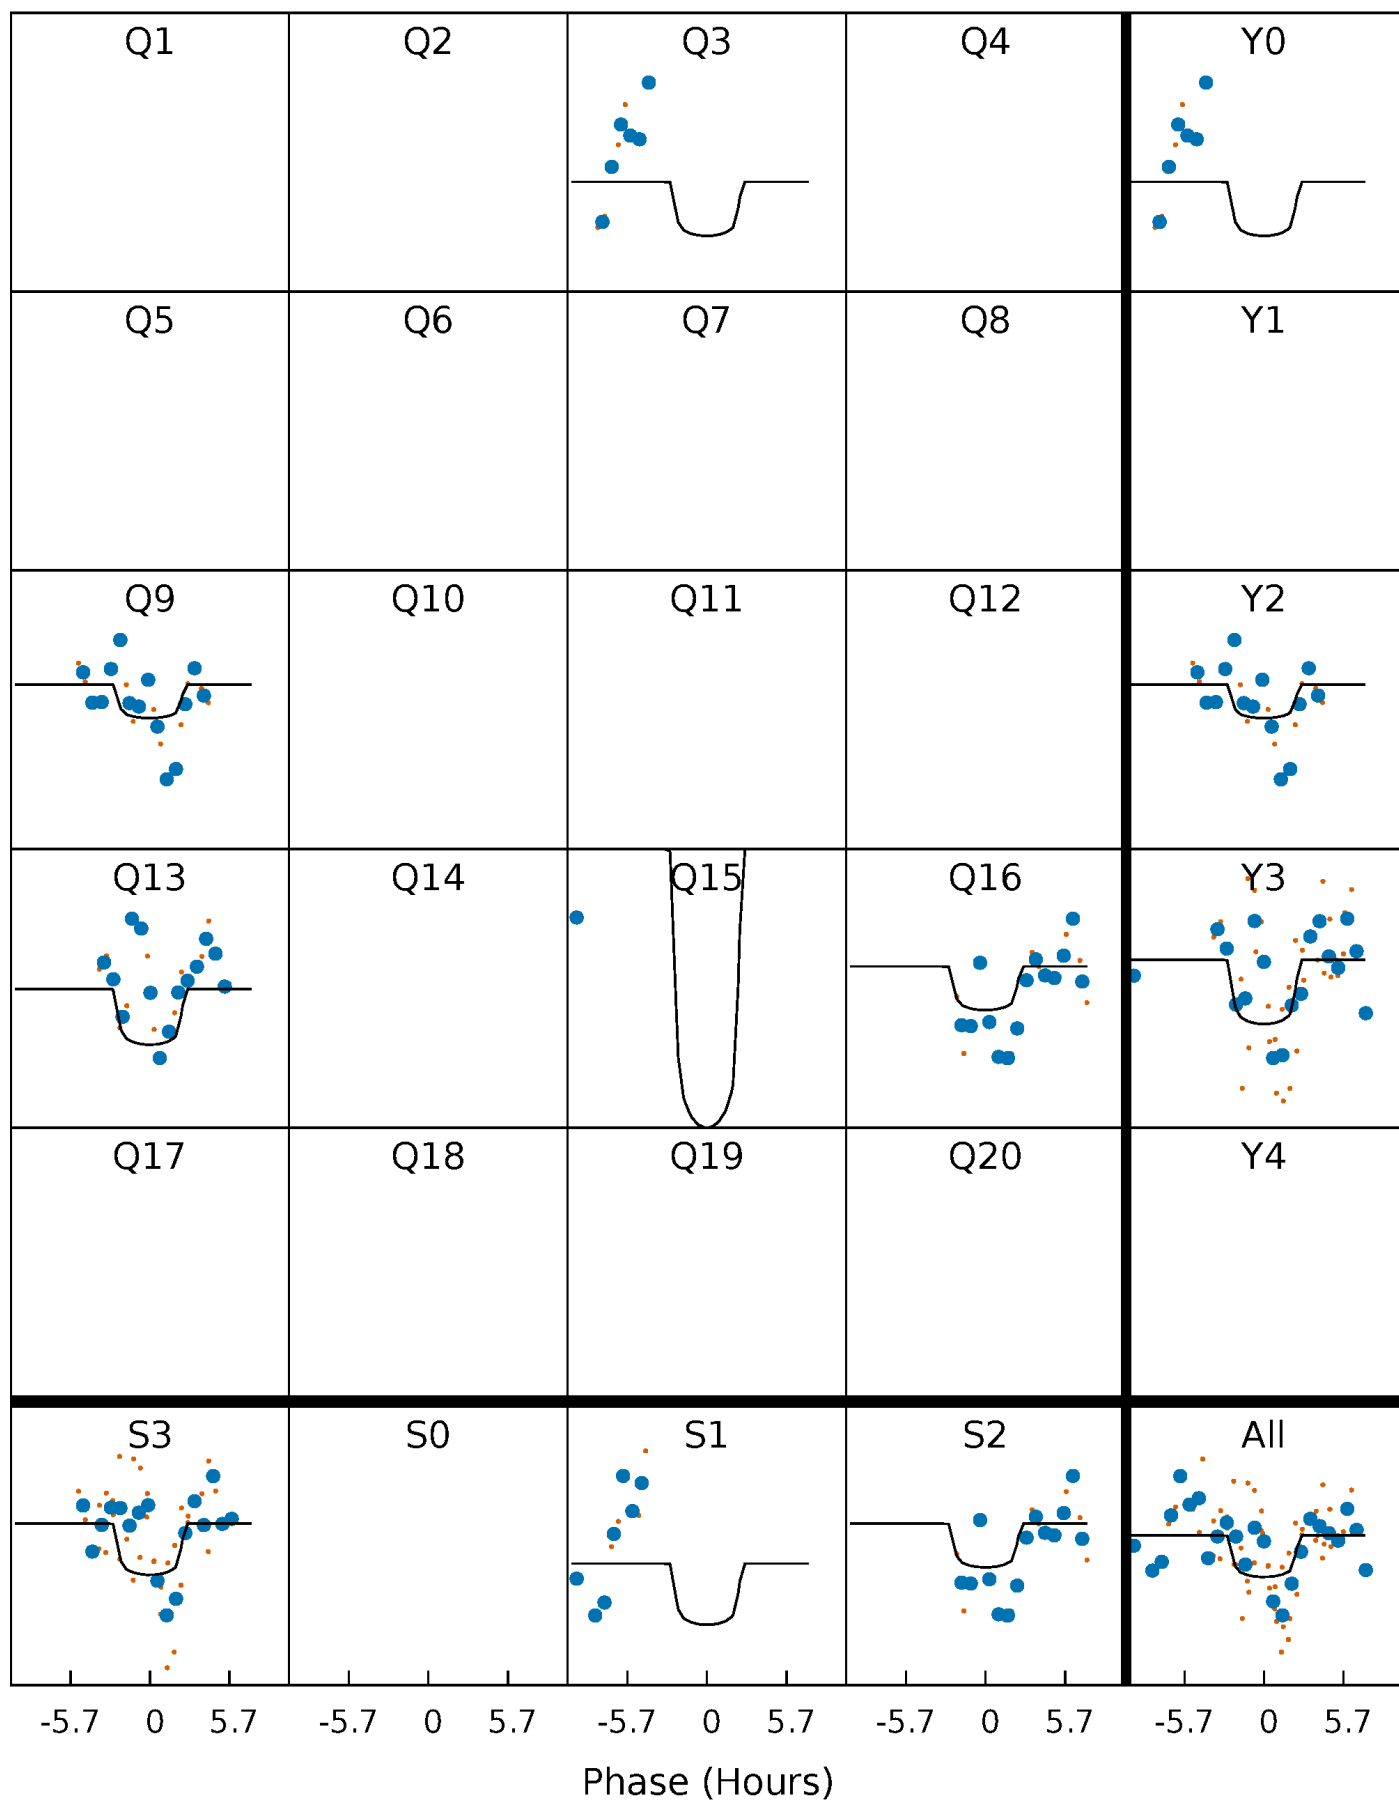 Q1 Q2 Q3 Q4 Y0
Q5 Q6 Q7 Q8 Y1
Q9 Q10 Q11 Q12 Y2
Q13 Q14 Q15 Q16 Y3
Q17 Q18 Q19 Q20 Y4
S3 S0 S1 S2 All
-5.7 0 5.7 -5.7 0 5.7 -5.7 0 5.7 -5.7 0 5.7 -5.7 0 5.7
Phase (Hours)